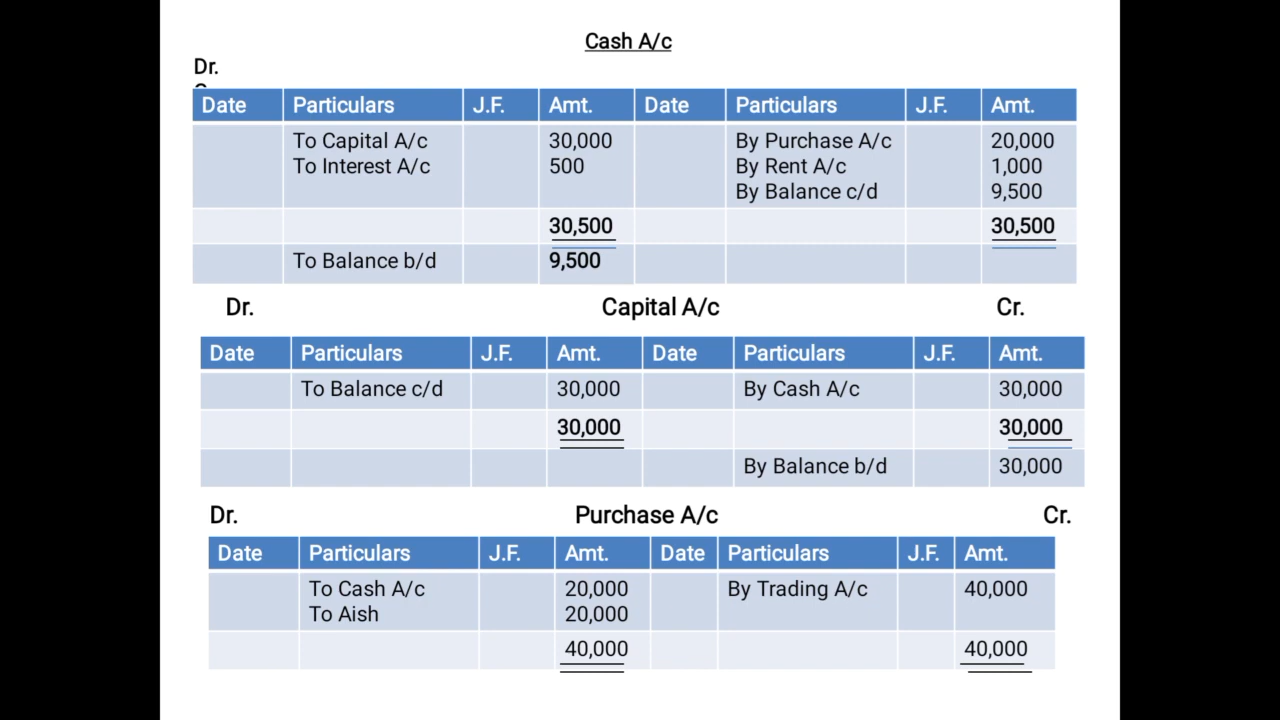 Cash A/c
Dr.
Date Particulars J.F. Amt. Date Particulars J.F. Amt.
To Capital A/c 30,000 By Purchase A/c 20,000
To Interest A/c 500 By Rent A/c 1,000
By Balance c/d 9,500
30,500 30,500
To Balance b/d 9,500
Dr. Capital A/c Cr.
Date Particulars J.F. Amt. Date Particulars J.F. Amt.
To Balance c/d 30,000 By Cash A/c 30,000
30,000 30,000
By Balance b/d 30,000
Dr. Purchase A/c Cr.
Date Particulars J.F. Amt. Date Particulars J.F. Amt.
To Cash A/c 20,000 By Trading A/c 40,000
To Aish 20,000
40,000 40,000